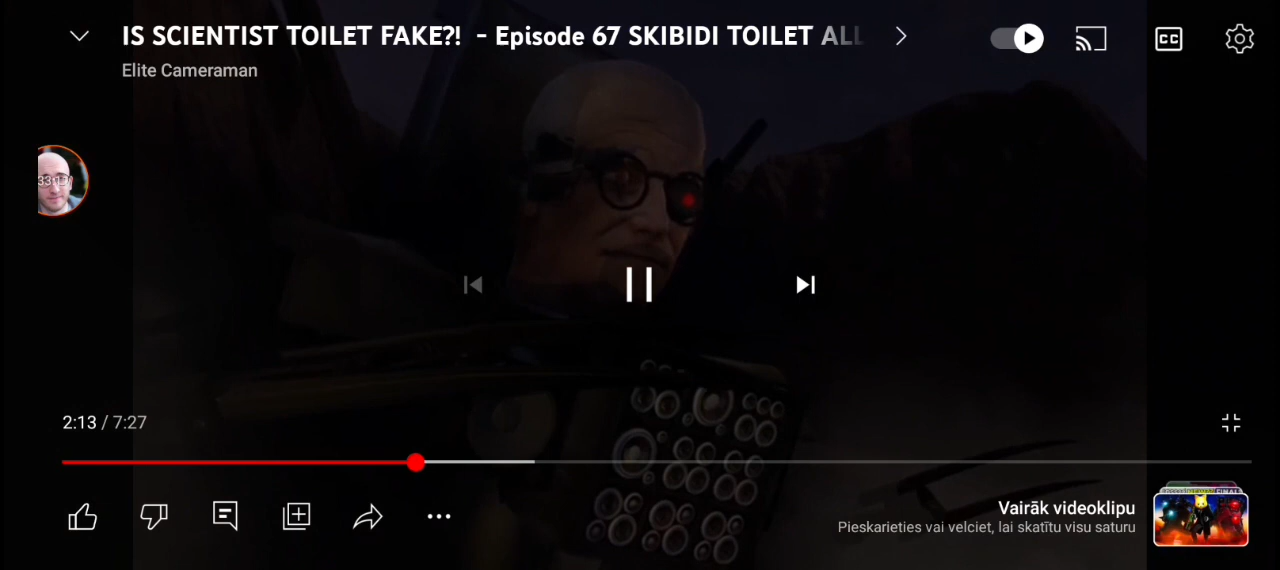 IS SCIENTIST TOILET FAKE?! - Episode 67 SKIBIDI TOILET ALL
Elite Cameraman
CC
2:13 / 7:27
Vairāk videoklipu
Pieskarieties vai velciet, lai skatītu visu saturu